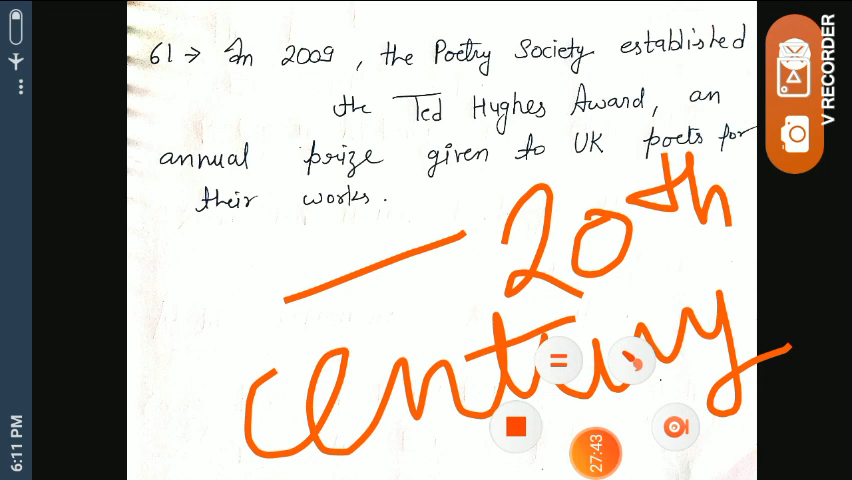 61 → In 2009, the Poetry Society established
the Ted Hughes Award, an
annual prize given to UK poets for
their works.
— 20th
century
V RECORDER
27:43
6:11 PM